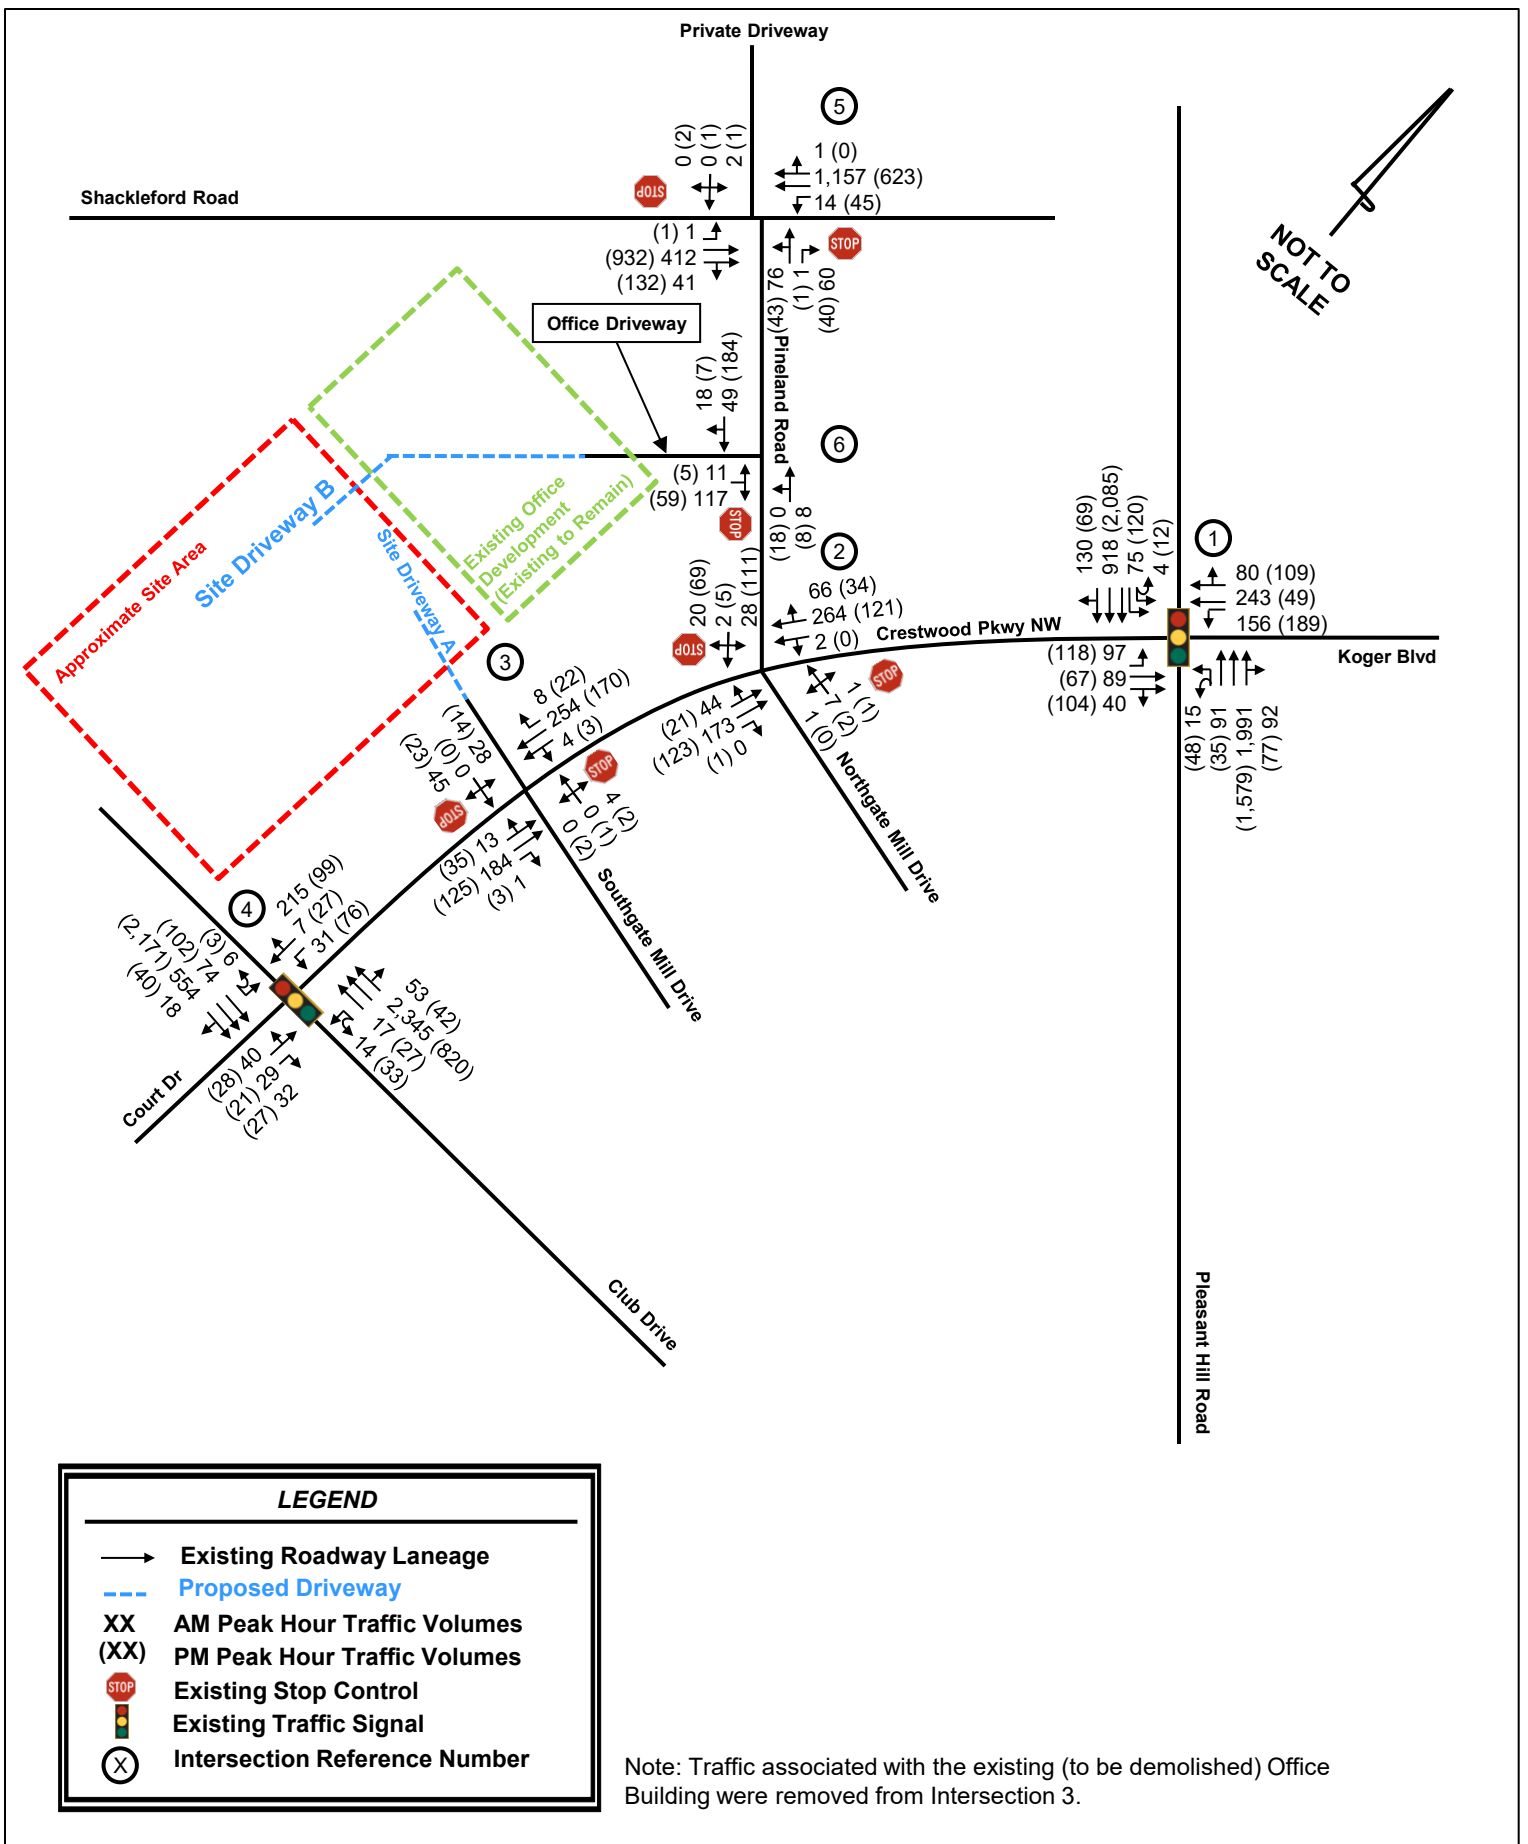 Private Driveway
5
0 (2)
0 (1)
2 (1)
1 (0)
1,157 (623)
14 (45)
STOP
Shackleford Road
(1) 1
(932) 412
(132) 41
STOP
(43) 76
(1) 1
(40) 60
NOT TO
SCALE
Office Driveway
18 (7)
49 (184)
Pineland Road
6
(5) 11
(59) 117
STOP
(18) 0
(8) 8
Site Driveway B
Site Driveway A
Existing Office
Development
(Existing to Remain)
Approximate Site Area
2
20 (69)
2 (5)
28 (111)
STOP
66 (34)
264 (121)
2 (0)
Crestwood Pkwy NW
130 (69)
918 (2,085)
75 (120)
4 (12)
1
80 (109)
243 (49)
156 (189)
Koger Blvd
(118) 97
(67) 89
(104) 40
(48) 15
(35) 91
(1,579) 1,991
(77) 92
3
8 (22)
254 (170)
4 (3)
(14) 28
(0) 0
(23) 45
STOP
(21) 44
(123) 173
(1) 0
STOP
1 (1)
7 (2)
1 (0)
Northgate Mill Drive
STOP
4 (2)
0 (1)
0 (2)
(35) 13
(125) 184
(3) 1
Southgate Mill Drive
4
215 (99)
7 (27)
31 (76)
(3) 6
(102) 74
(2,171) 554
(40) 18
53 (42)
2,345 (820)
17 (27)
14 (33)
(28) 40
(21) 29
(27) 32
Court Dr
Club Drive
Pleasant Hill Road
LEGEND
Existing Roadway Laneage
Proposed Driveway
XX AM Peak Hour Traffic Volumes
(XX) PM Peak Hour Traffic Volumes
STOP Existing Stop Control
Existing Traffic Signal
X Intersection Reference Number
Note: Traffic associated with the existing (to be demolished) Office
Building were removed from Intersection 3.